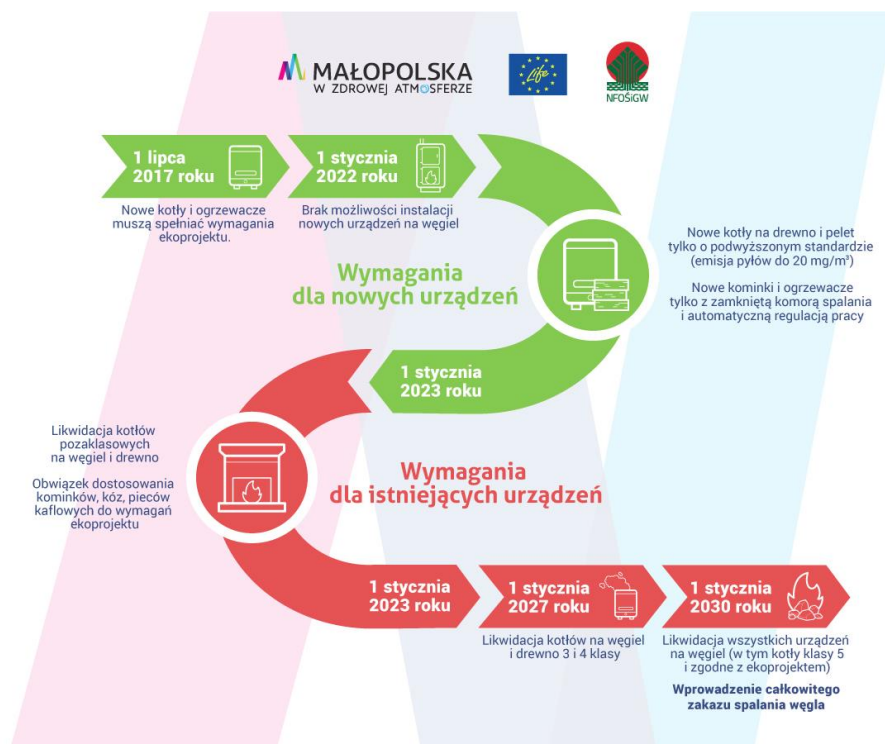 MAŁOPOLSKA
W ZDROWEJ ATMOSFERZE
Life
NFOŚiGW
1 lipca
2017 roku
1 stycznia
2022 roku
Nowe kotły i ogrzewacze
muszą spełniać wymagania
ekoprojektu.
Brak możliwości instalacji
nowych urządzeń na węgiel
Wymagania
dla nowych urządzeń
Nowe kotły na drewno i pelet
tylko o podwyższonym standardzie
(emisja pyłów do 20 mg/m³)
Nowe kominki i ogrzewacze
tylko z zamkniętą komorą spalania
i automatyczną regulacją pracy
1 stycznia
2023 roku
Likwidacja kotłów
pozaklasowych
na węgiel i drewno
Obowiązek dostosowania
kominków, kóz, pieców
kaflowych do wymagań
ekoprojektu
Wymagania
dla istniejących urządzeń
1 stycznia
2023 roku
1 stycznia
2027 roku
1 stycznia
2030 roku
Likwidacja kotłów na węgiel
i drewno 3 i 4 klasy
Likwidacja wszystkich urządzeń
na węgiel (w tym kotły klasy 5
i zgodne z ekoprojektem)
Wprowadzenie całkowitego
zakazu spalania węgla